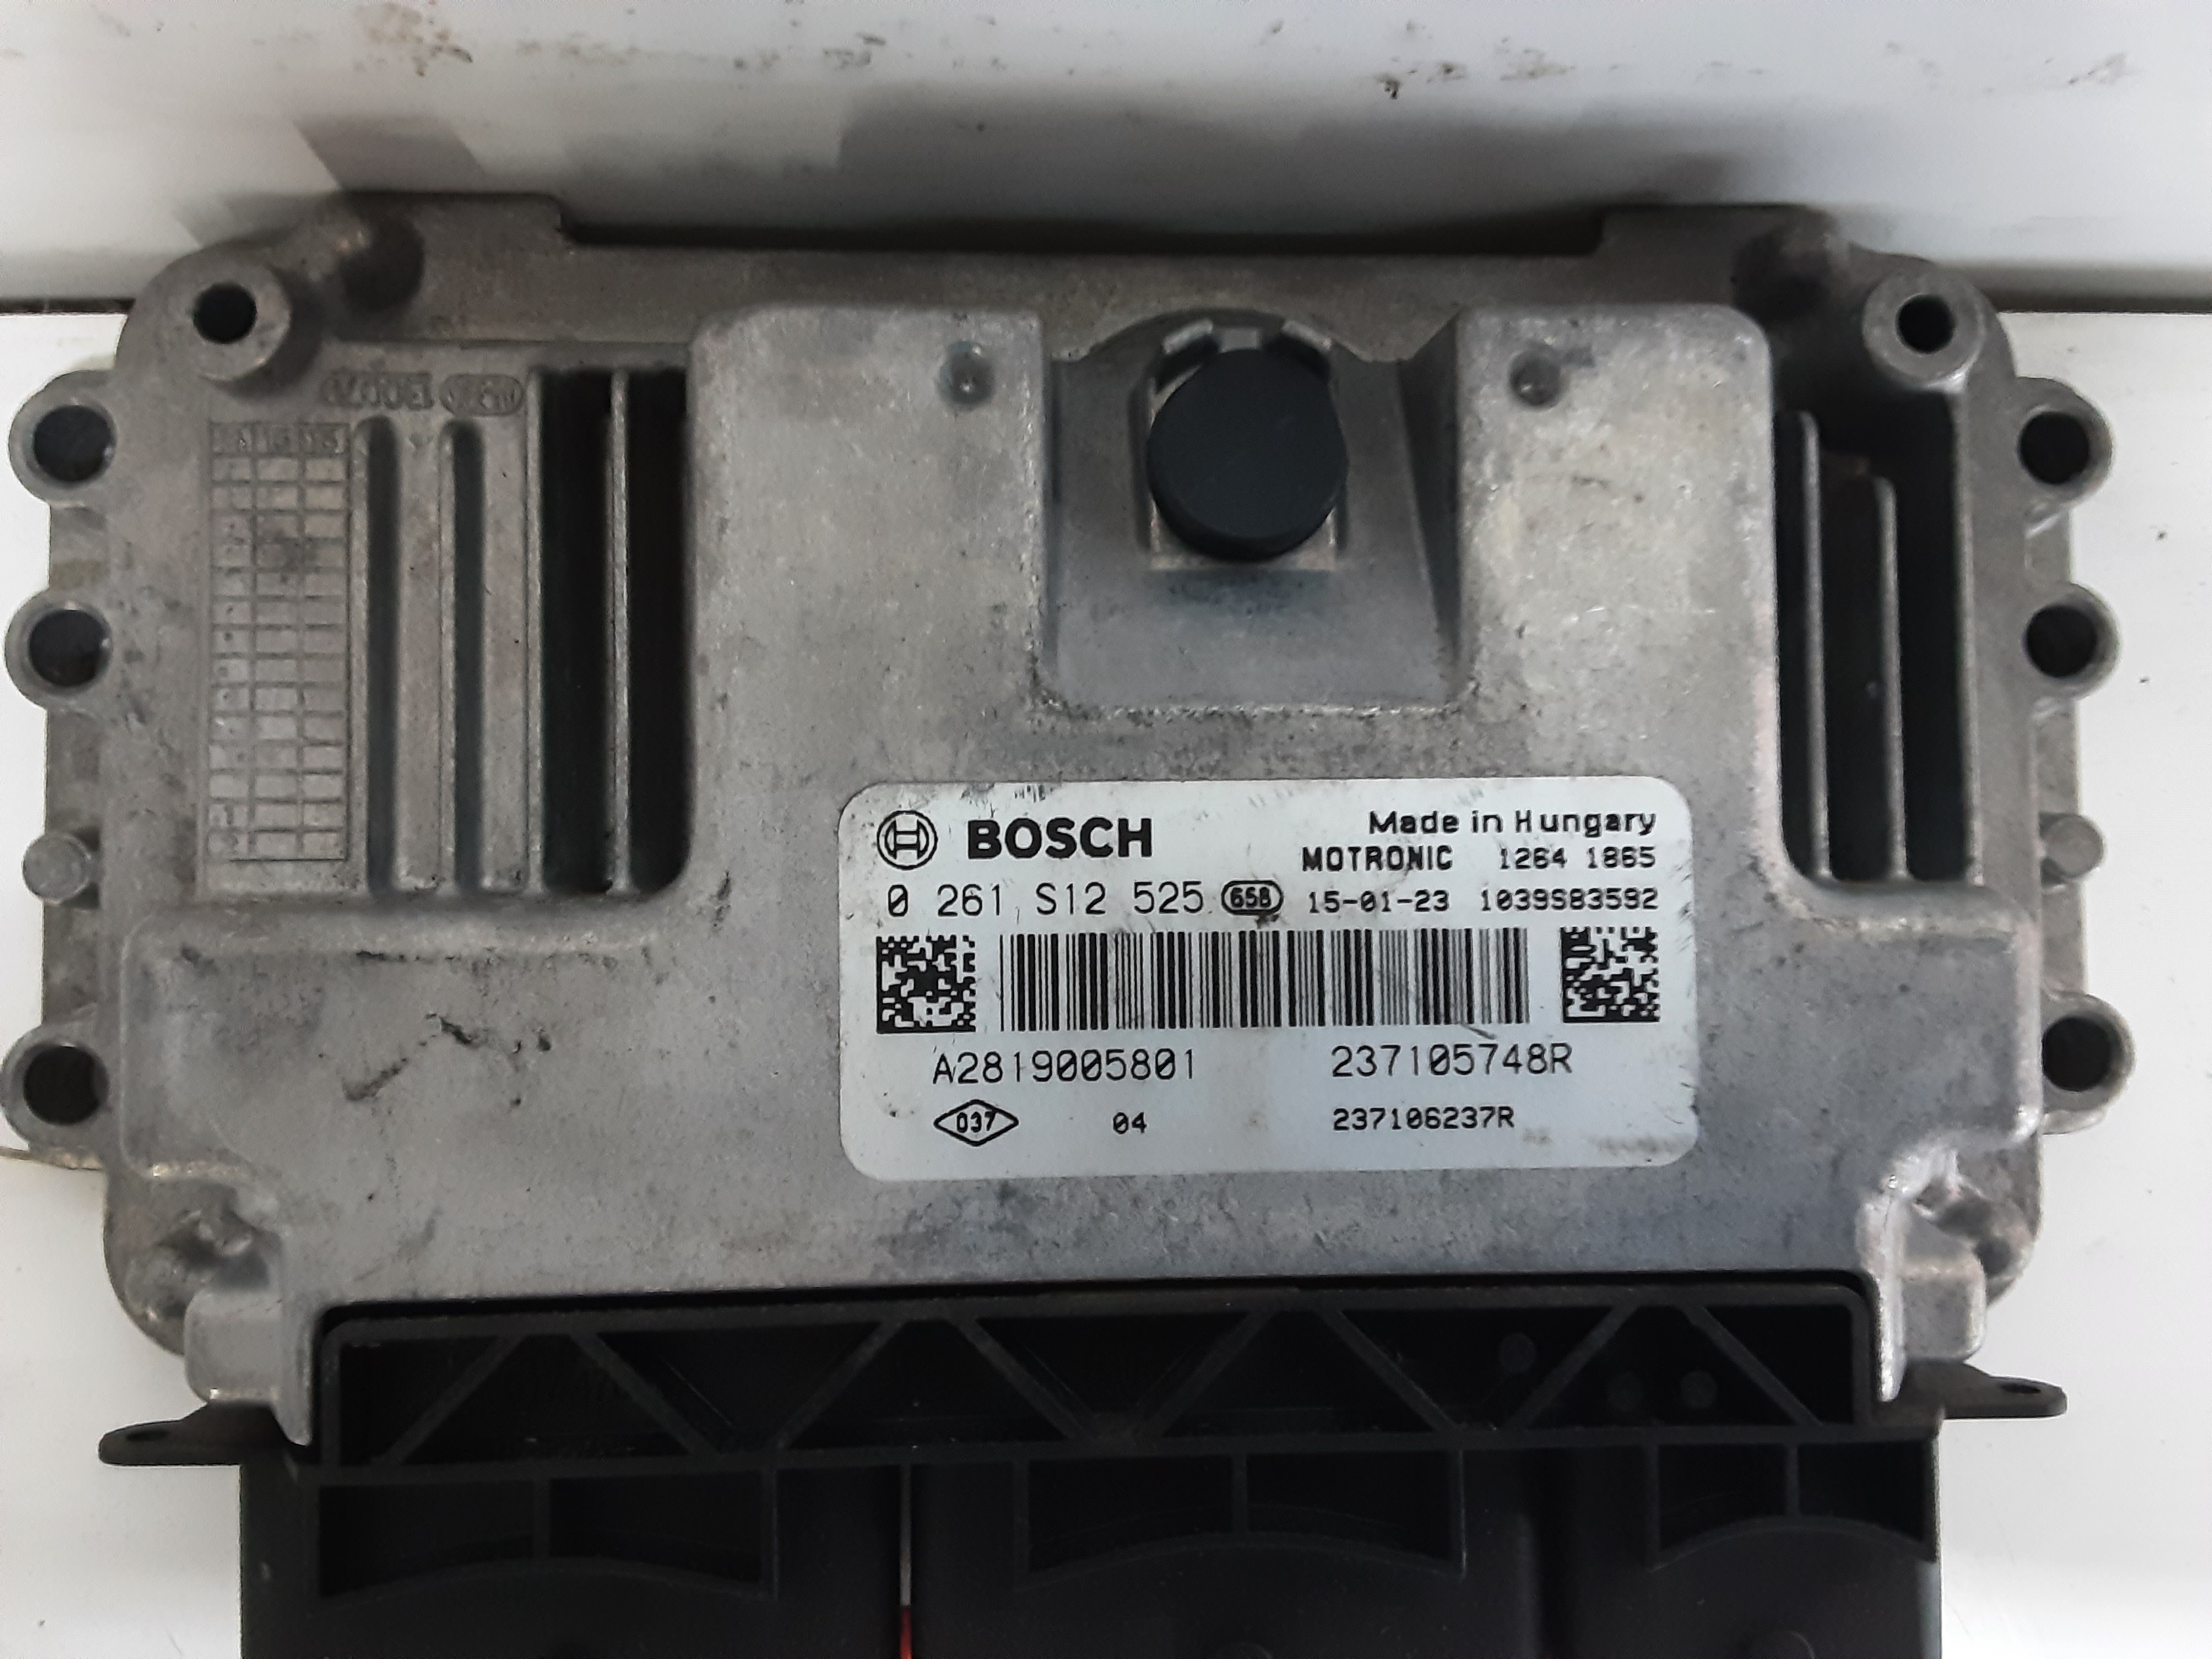 BOSCH
Made in Hungary
MOTRONIC 1264 1865
0 261 S12 525 658 15-01-23 1039S83592
A2819005801 237105748R
037 04 237106237R